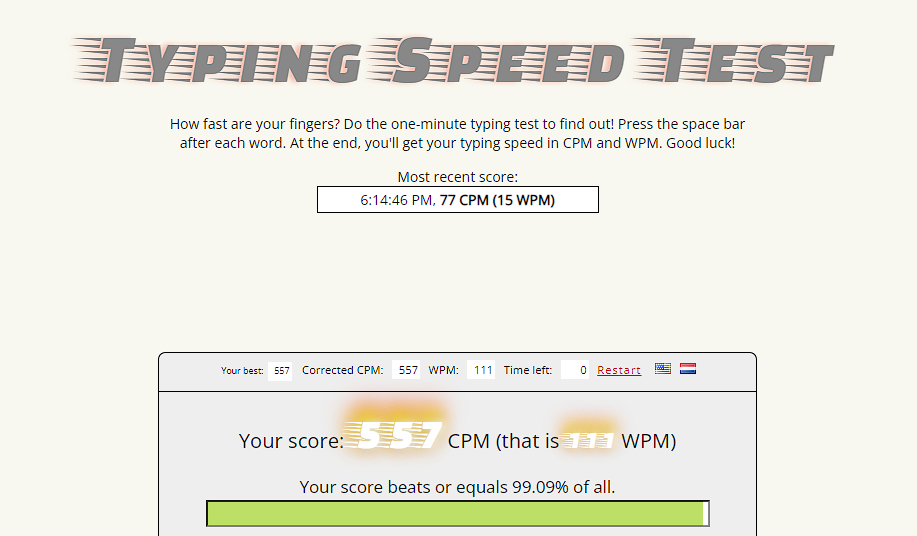 Typing Speed Test
How fast are your fingers? Do the one-minute typing test to find out! Press the space bar
after each word. At the end, you'll get your typing speed in CPM and WPM. Good luck!
Most recent score:
6:14:46 PM, 77 CPM (15 WPM)
Your best: 557 Corrected CPM: 557 WPM: 111 Time left: 0 Restart
Your score: 557 CPM (that is 111 WPM)
Your score beats or equals 99.09% of all.